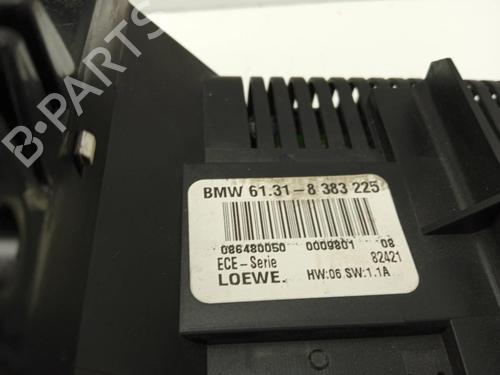 B-PARTS
BMW 61.31-8 383 225
086480050 0009801 08
ECE-Serie 82421
LOEWE. HW:06 SW:1.1A